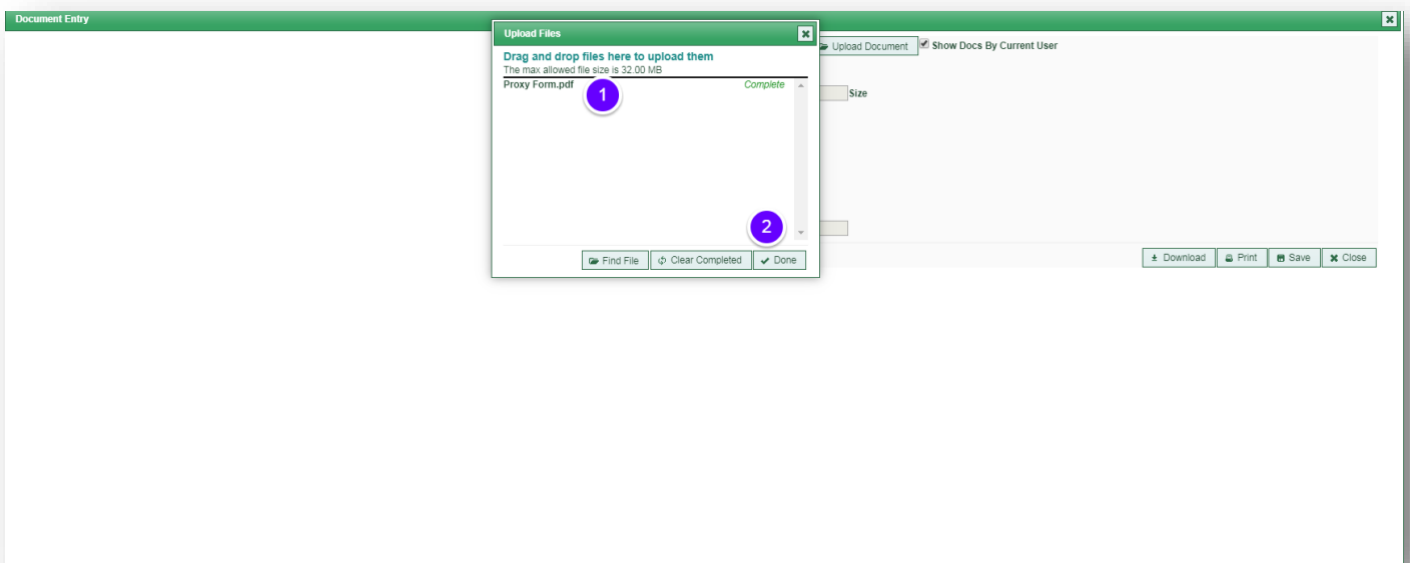 Document Entry
Upload Files
Upload Document Show Docs By Current User
Drag and drop files here to upload them
The max allowed file size is 32.00 MB
Proxy Form.pdf Complete
1
Size
2
Find File Clear Completed Done
Download Print Save Close